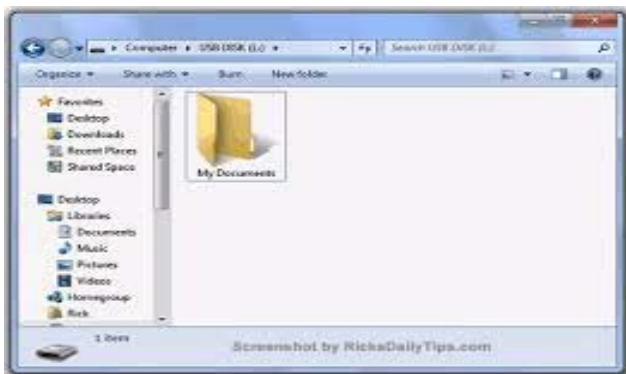 Computer ▸ USB DISK (L:) ▸
Search USB DISK (L:)
Organize Share with Burn New folder
Favorites
Desktop
Downloads
Recent Places
Shared Space
My Documents
Desktop
Libraries
Documents
Music
Pictures
Videos
Homegroup
Rick
1 item
Screenshot by RicksDailyTips.com